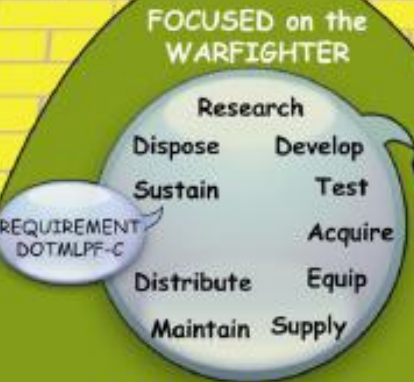 FOCUSED on the
WARFIGHTER
Research
Dispose Develop
Sustain Test
REQUIREMENT
DOTMLPF-C
Acquire
Distribute Equip
Maintain Supply